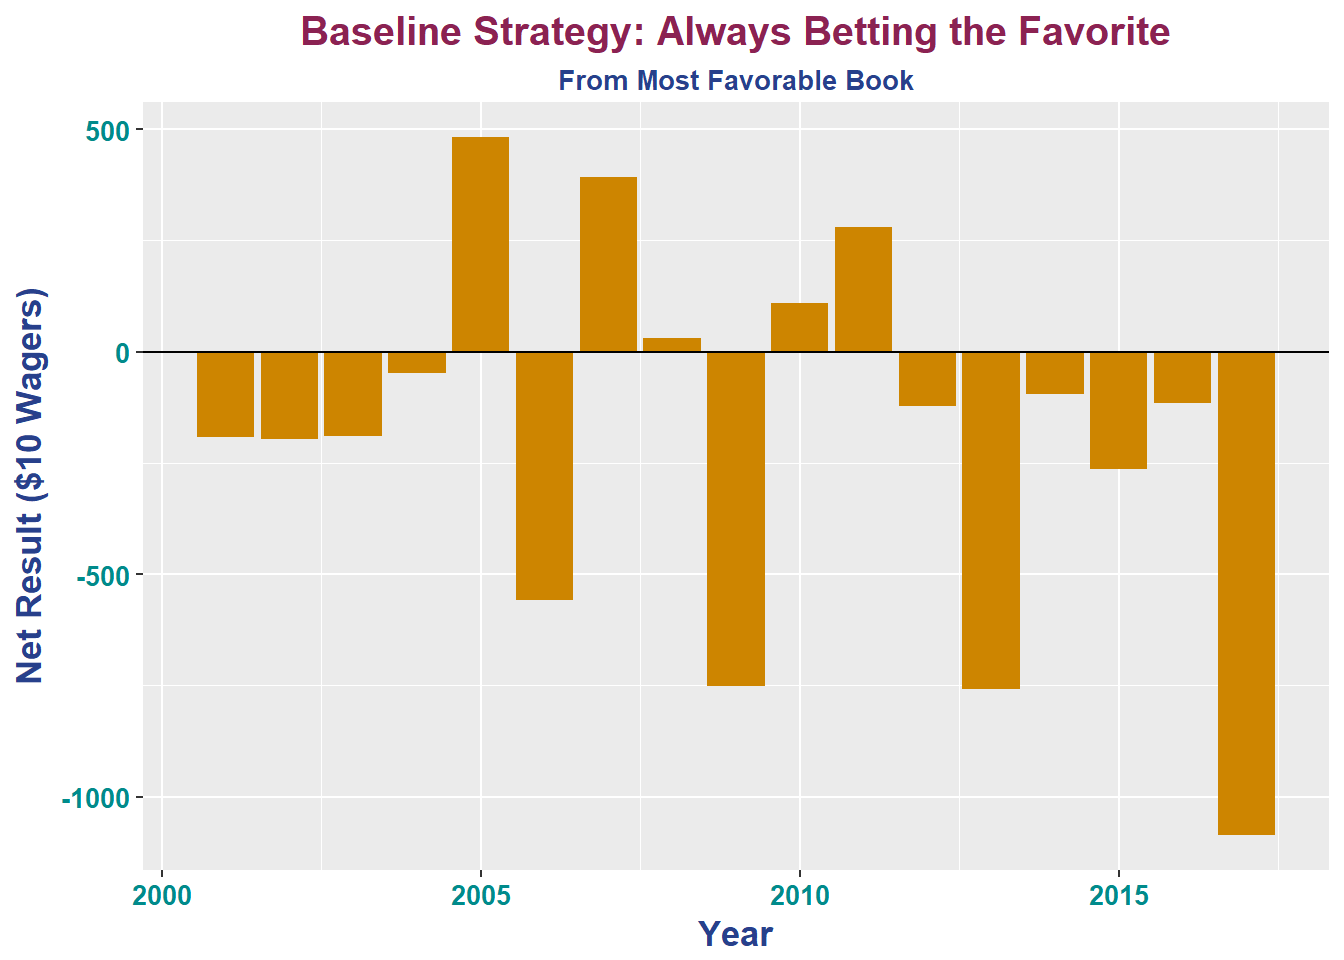 Baseline Strategy: Always Betting the Favorite
From Most Favorable Book
Net Result ($10 Wagers)
500
0
-500
-1000
2000
2005
2010
2015
Year